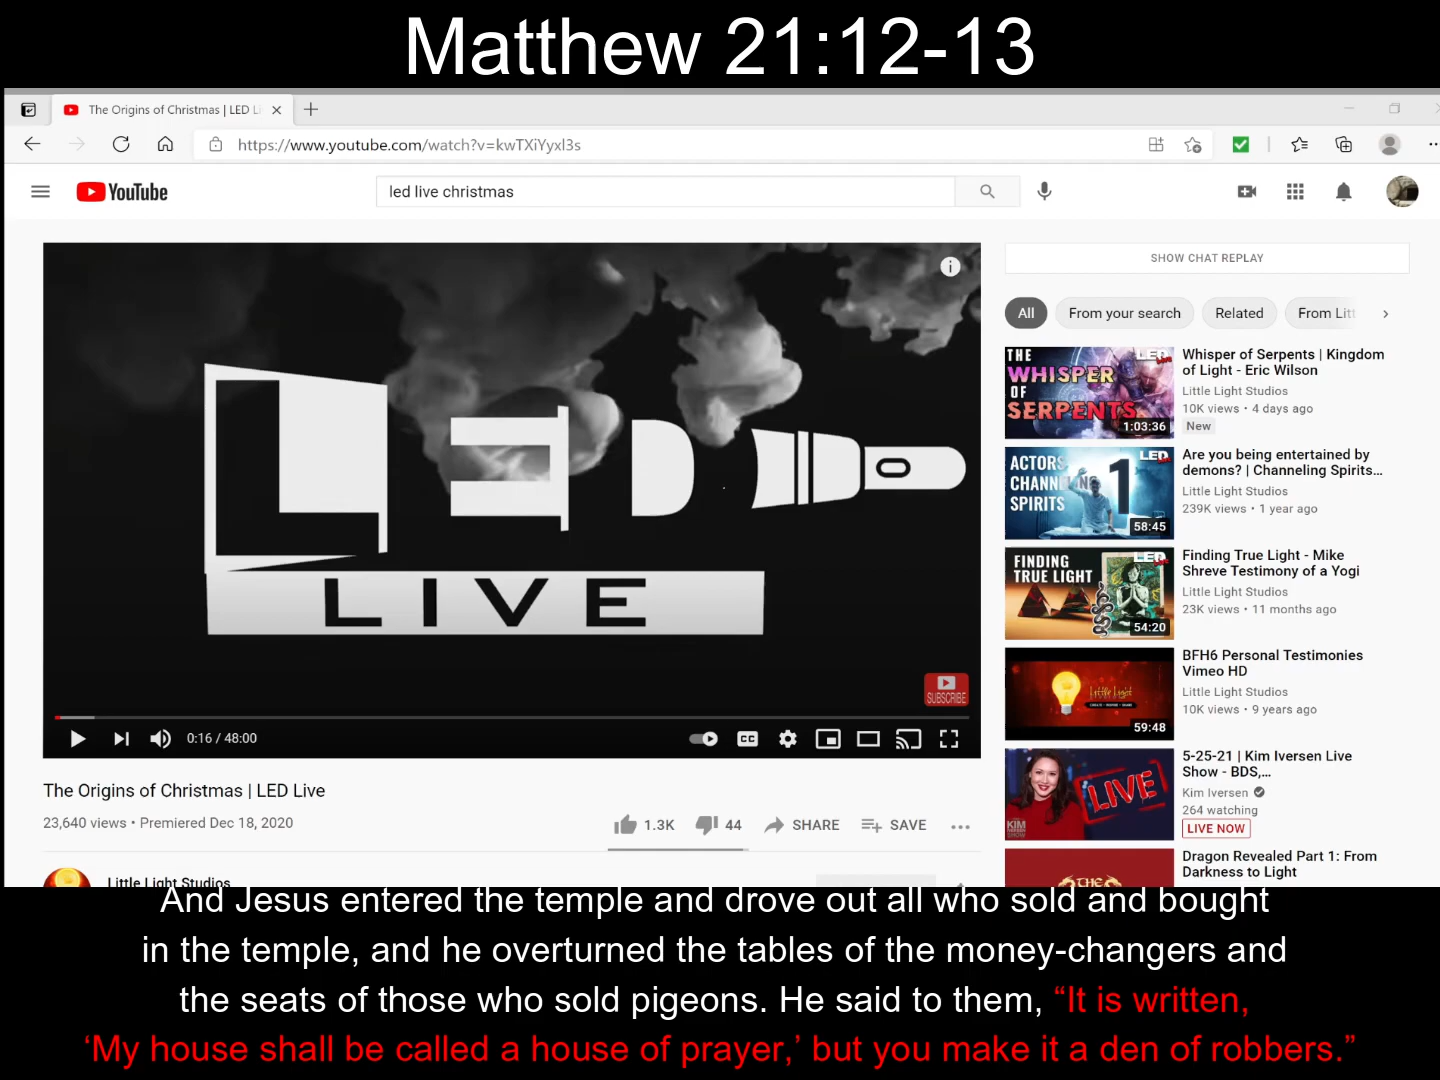 Matthew 21:12-13
The Origins of Christmas | LED Li
https://www.youtube.com/watch?v=kwTXiYyxl3s
YouTube
led live christmas
SHOW CHAT REPLAY
All
From your search
Related
From Litt
LED
LIVE
SUBSCRIBE
0:16 / 48:00
CC
The Origins of Christmas | LED Live
23,640 views • Premiered Dec 18, 2020
1.3K
44
SHARE
SAVE
Little Light Studios
THE
WHISPER
OF
SERPENTS
LED
1:03:36
Whisper of Serpents | Kingdom
of Light - Eric Wilson
Little Light Studios
10K views • 4 days ago
New
ACTORS
CHANNELING
SPIRITS
1
LED
58:45
Are you being entertained by
demons? | Channeling Spirits...
Little Light Studios
239K views • 1 year ago
FINDING
TRUE LIGHT
LED
54:20
Finding True Light - Mike
Shreve Testimony of a Yogi
Little Light Studios
23K views • 11 months ago
Little Light
59:48
BFH6 Personal Testimonies
Vimeo HD
Little Light Studios
10K views • 9 years ago
LIVE
KIM
IVERSEN
5-25-21 | Kim Iversen Live
Show - BDS,...
Kim Iversen
264 watching
LIVE NOW
THE
Dragon Revealed Part 1: From
Darkness to Light
And Jesus entered the temple and drove out all who sold and bought
in the temple, and he overturned the tables of the money-changers and
the seats of those who sold pigeons. He said to them, “It is written,
‘My house shall be called a house of prayer,’ but you make it a den of robbers.”